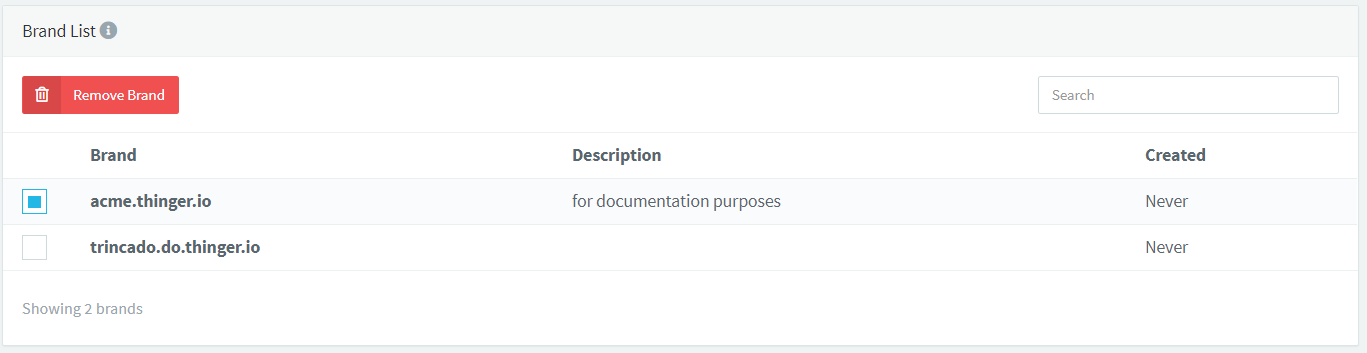 Brand List
Remove Brand
Search
Brand Description Created
acme.thinger.io for documentation purposes Never
trincado.do.thinger.io Never
Showing 2 brands